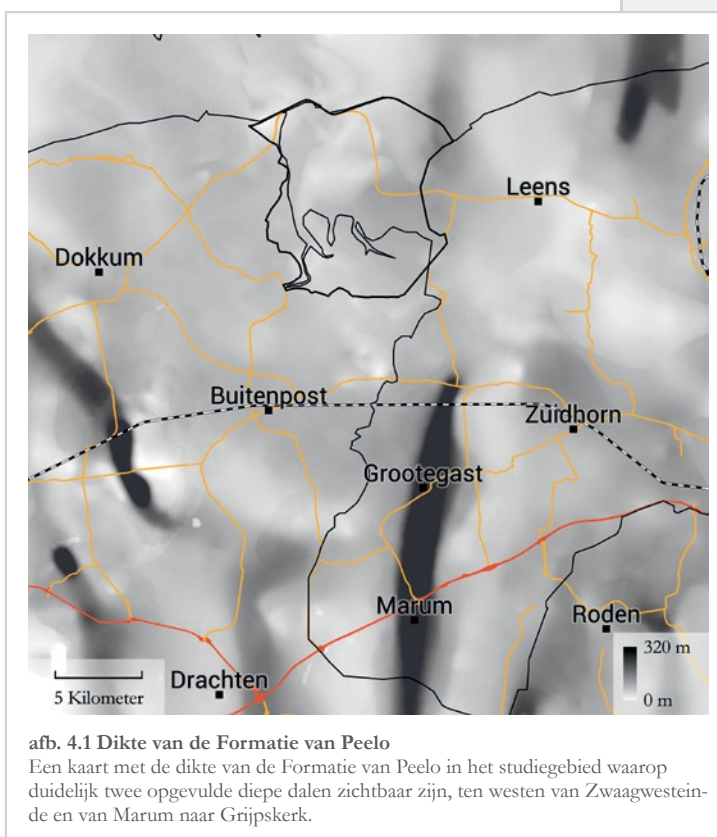 Leens
Dokkum
Buitenpost
Zuidhorn
Grootegast
Marum
Roden
320 m
Drachten
5 Kilometer
0 m
afb. 4.1 Dikte van de Formatie van Peelo
Een kaart met de dikte van de Formatie van Peelo in het studiegebied waarop
duidelijk twee opgevulde diepe dalen zichtbaar zijn, ten westen van Zwaagwestein-
de en van Marum naar Grijpskerk.